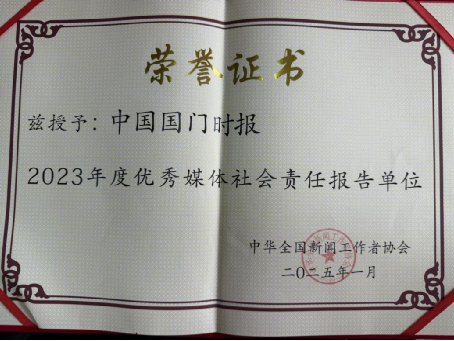 荣誉证书
兹授予：中国国门时报
2023年度优秀媒体社会责任报告单位
中华全国新闻工作者协会
二〇二五年一月